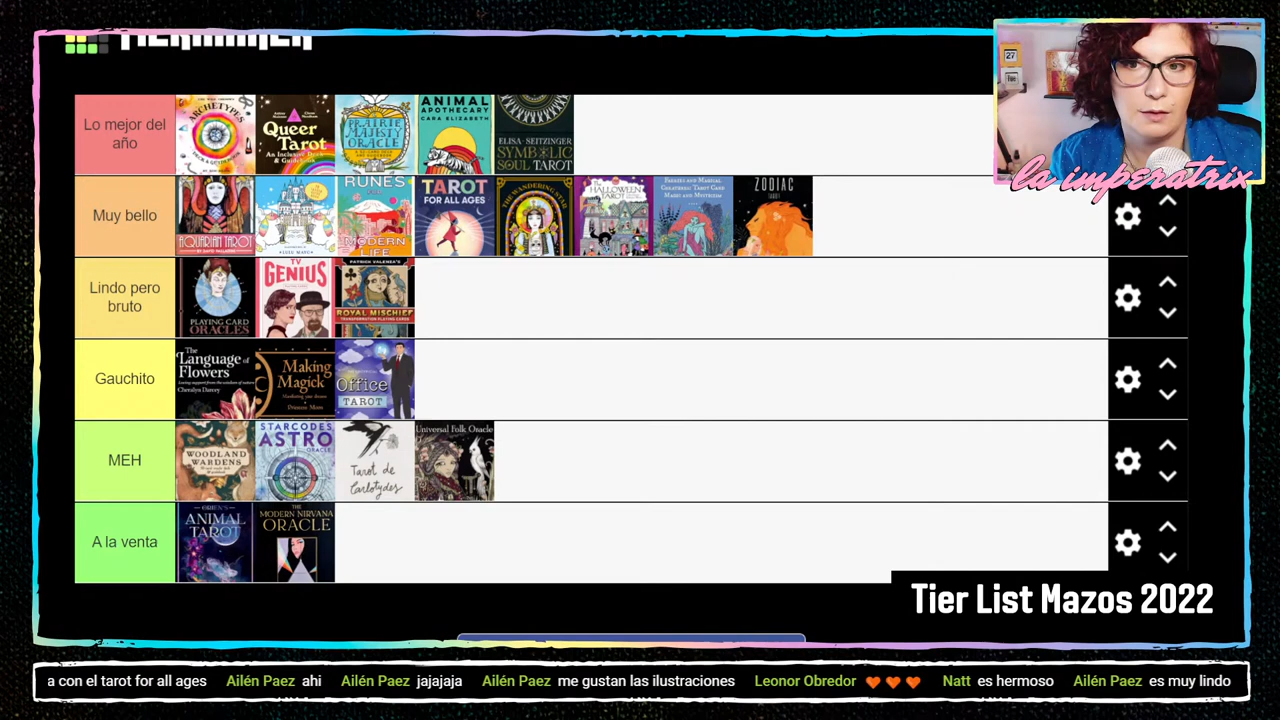 27
la imperatrix
Lo mejor del
año
ARCHETYPES
Queer
Tarot
An Inclusive Deck
& Guidebook
PRAIRIE
MAJESTY
ORACLE
ANIMAL
APOTHECARY
CARA ELIZABETH
ELISA SEITZINGER
SYMBOLIC
SOUL TAROT
Muy bello
AQUARIAN TAROT
RUNES
MODERN
LIFE
TAROT
FOR ALL AGES
THE WANDERING STAR
HALLOWEEN
TAROT
ZODIAC
TAROT
Lindo pero
bruto
PLAYING CARD
ORACLES
TV
GENIUS
ROYAL MISCHIEF
TRANSFORMATION PLAYING CARDS
Gauchito
The
Language of
Flowers
Cheralyn Darcey
Making
Magick
Office
TAROT
MEH
WOODLAND
WARDENS
STARCODES
ASTRO
ORACLE
Tarot de
Carlotydes
Universal Folk Oracle
A la venta
ORIEN'S
ANIMAL
TAROT
THE
MODERN NIRVANA
ORACLE
Tier List Mazos 2022
a con el tarot for all ages Ailén Paez ahi Ailén Paez jajajaja Ailén Paez me gustan las ilustraciones Leonor Obredor 🧡🧡🧡 Natt es hermoso Ailén Paez es muy lindo